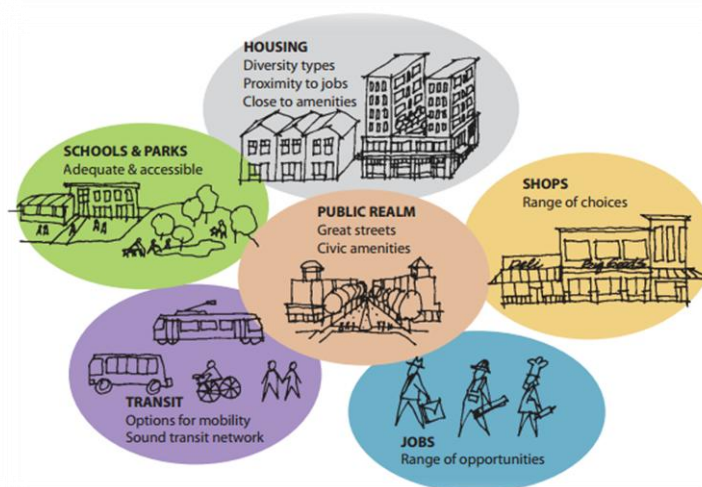 HOUSING
Diversity types
Proximity to jobs
Close to amenities
SCHOOLS & PARKS
Adequate & accessible
SHOPS
Range of choices
PUBLIC REALM
Great streets
Civic amenities
Deli
TRANSIT
Options for mobility
Sound transit network
JOBS
Range of opportunities